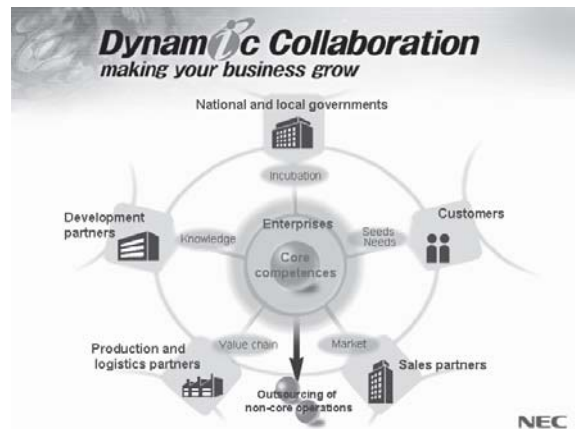 Dynamic Collaboration
making your business grow
National and local governments
Incubation
Development
partners
Knowledge
Enterprises
Seeds
Needs
Customers
Core
competences
Value chain
Market
Production and
logistics partners
Sales partners
Outsourcing of
non-core operations
NEC